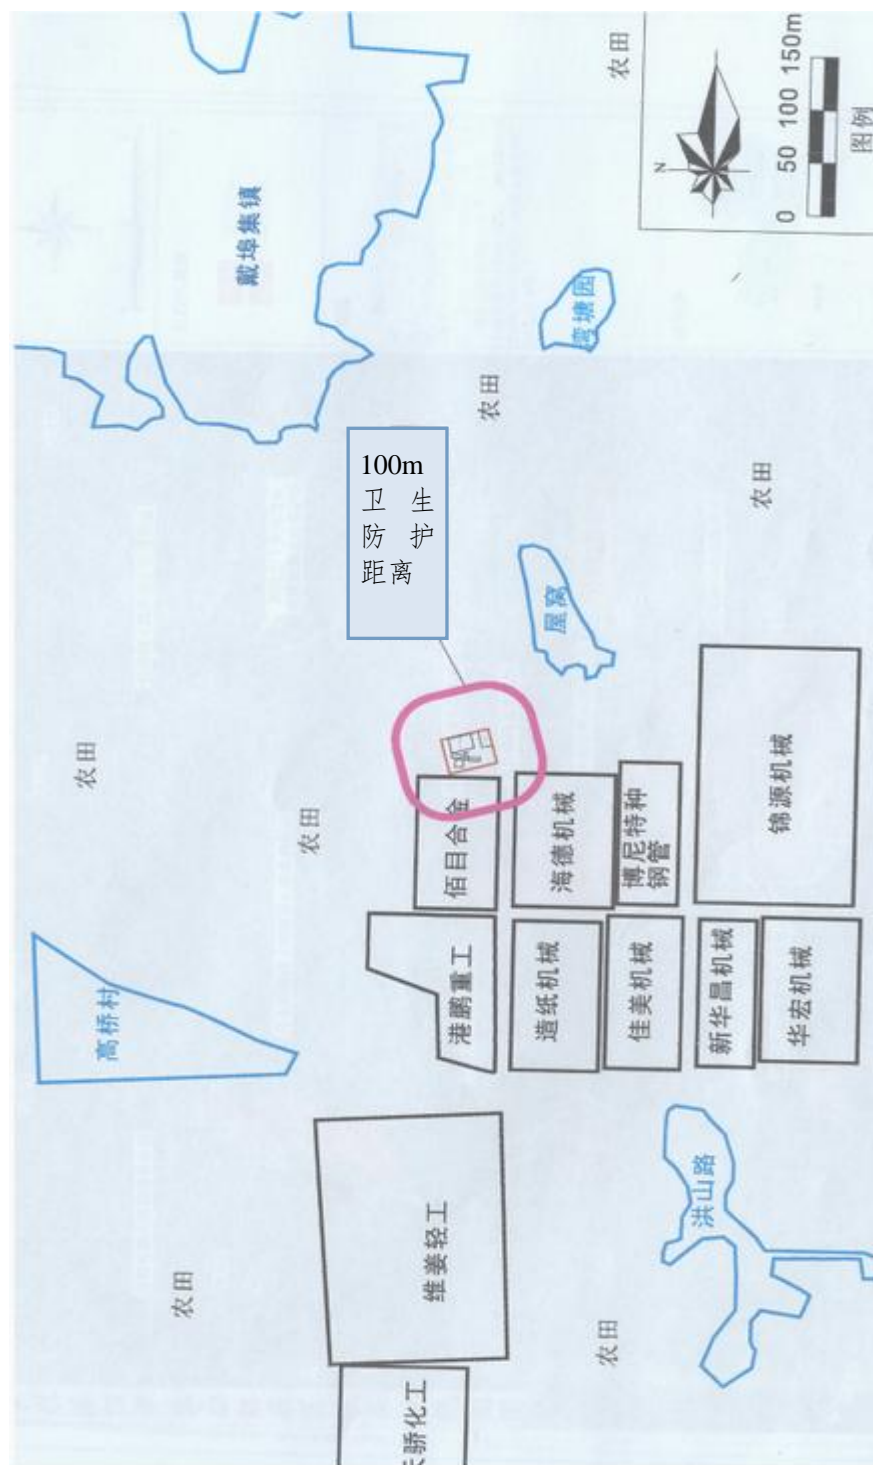 农田
N
0 50 100 150m
图例
戴埠集镇
湾塘园
农田
100m
卫 生
防 护
距离
农田
屋窝
农田
农田
佰目合金
海德机械
博尼特种
钢管
锦源机械
高桥村
港鹏重工
造纸机械
佳美机械
新华昌机械
华宏机械
洪山路
维姜轻工
农田
农田
骄化工